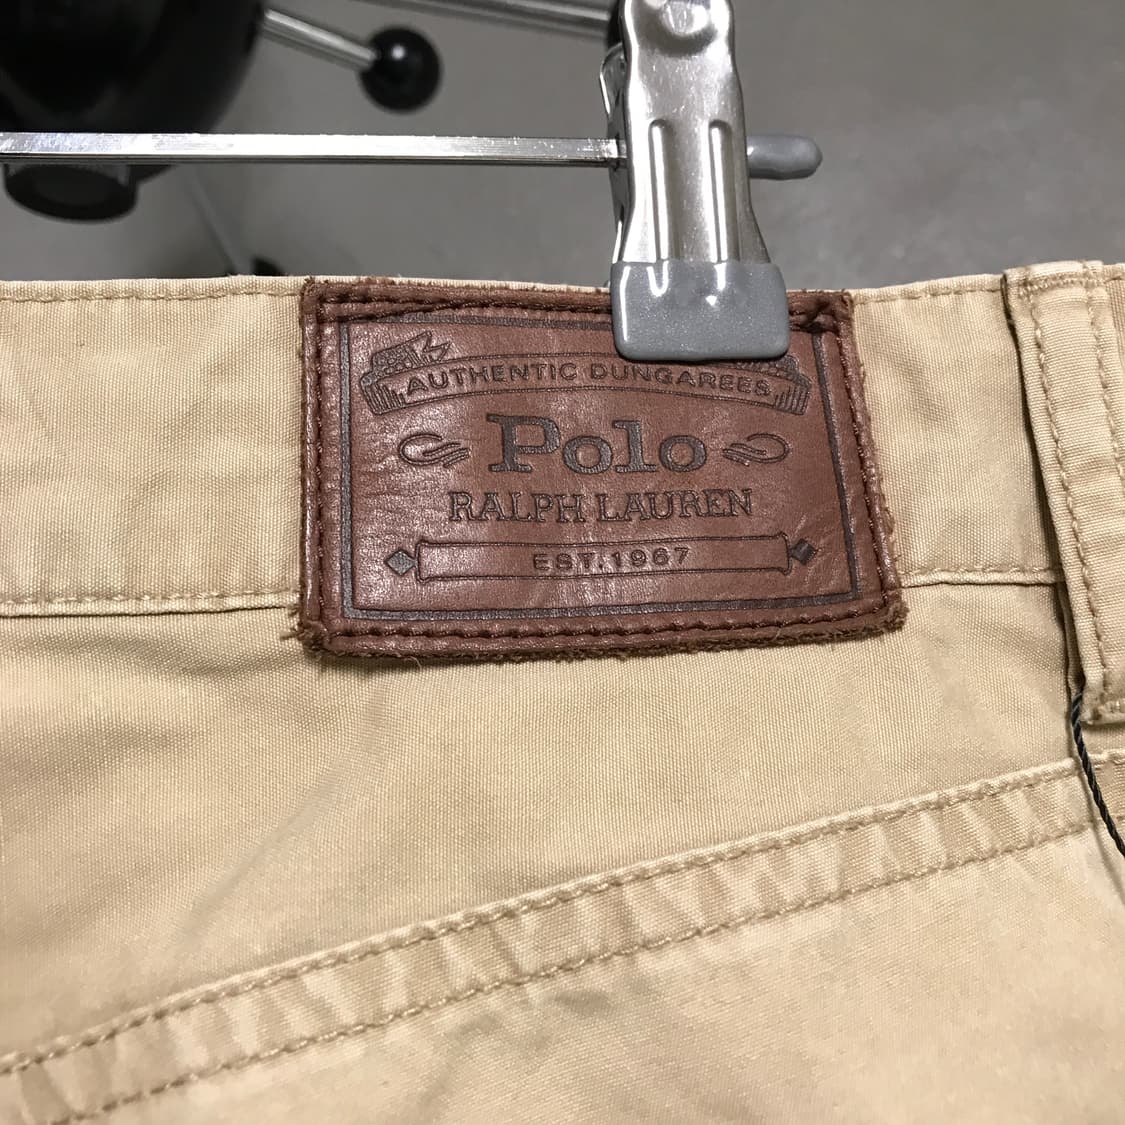 AUTHENTIC DUNGAREES
Polo
RALPH LAUREN
EST. 1967